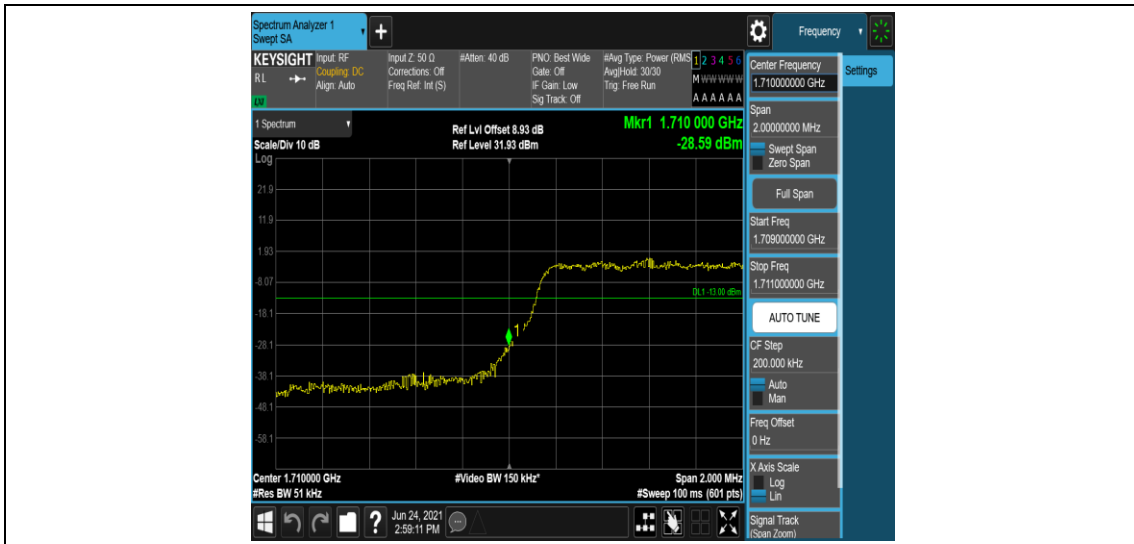 Spectrum Analyzer 1
Swept SA
+
Frequency
KEYSIGHT
RL
LXI
Input: RF
Coupling: DC
Align: Auto
Input Z: 50 Ω
Corrections: Off
Freq Ref: Int (S)
#Atten: 40 dB
PNO: Best Wide
Gate: Off
IF Gain: Low
Sig Track: Off
#Avg Type: Power (RMS
Avg|Hold: 30/30
Trig: Free Run
1 2 3 4 5 6
M W W W W W
A A A A A A
1 Spectrum
Scale/Div 10 dB
Log
Ref Lvl Offset 8.93 dB
Ref Level 31.93 dBm
Mkr1 1.710 000 GHz
-28.59 dBm
21.9
11.9
1.93
-8.07
-18.1
-28.1
-38.1
-48.1
-58.1
DL1 -13.00 dBm
1
Center 1.710000 GHz
#Res BW 51 kHz
#Video BW 150 kHz*
Span 2.000 MHz
#Sweep 100 ms (601 pts)
Jun 24, 2021
2:59:11 PM
?
Center Frequency
1.710000000 GHz
Settings
Span
2.00000000 MHz
Swept Span
Zero Span
Full Span
Start Freq
1.709000000 GHz
Stop Freq
1.711000000 GHz
AUTO TUNE
CF Step
200.000 kHz
Auto
Man
Freq Offset
0 Hz
X Axis Scale
Log
Lin
Signal Track
(Span Zoom)